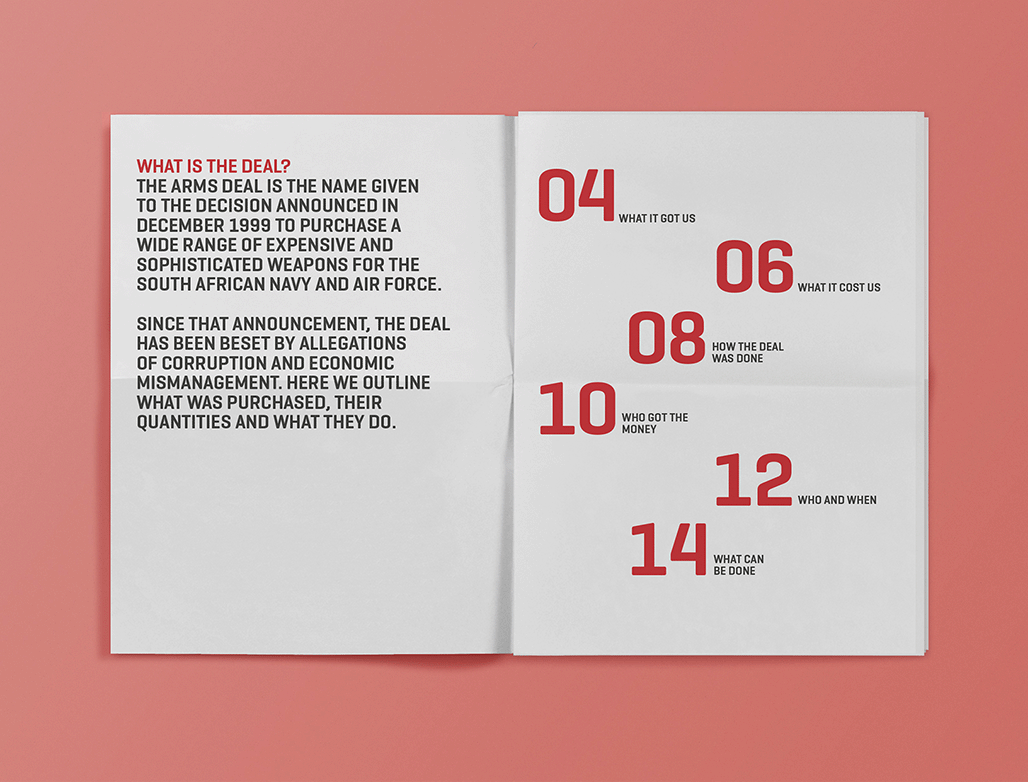 WHAT IS THE DEAL?
THE ARMS DEAL IS THE NAME GIVEN
TO THE DECISION ANNOUNCED IN
DECEMBER 1999 TO PURCHASE A
WIDE RANGE OF EXPENSIVE AND
SOPHISTICATED WEAPONS FOR THE
SOUTH AFRICAN NAVY AND AIR FORCE.
SINCE THAT ANNOUNCEMENT, THE DEAL
HAS BEEN BESET BY ALLEGATIONS
OF CORRUPTION AND ECONOMIC
MISMANAGEMENT. HERE WE OUTLINE
WHAT WAS PURCHASED, THEIR
QUANTITIES AND WHAT THEY DO.
04 WHAT IT GOT US
06 WHAT IT COST US
08 HOW THE DEAL
WAS DONE
10 WHO GOT THE
MONEY
12 WHO AND WHEN
14 WHAT CAN
BE DONE